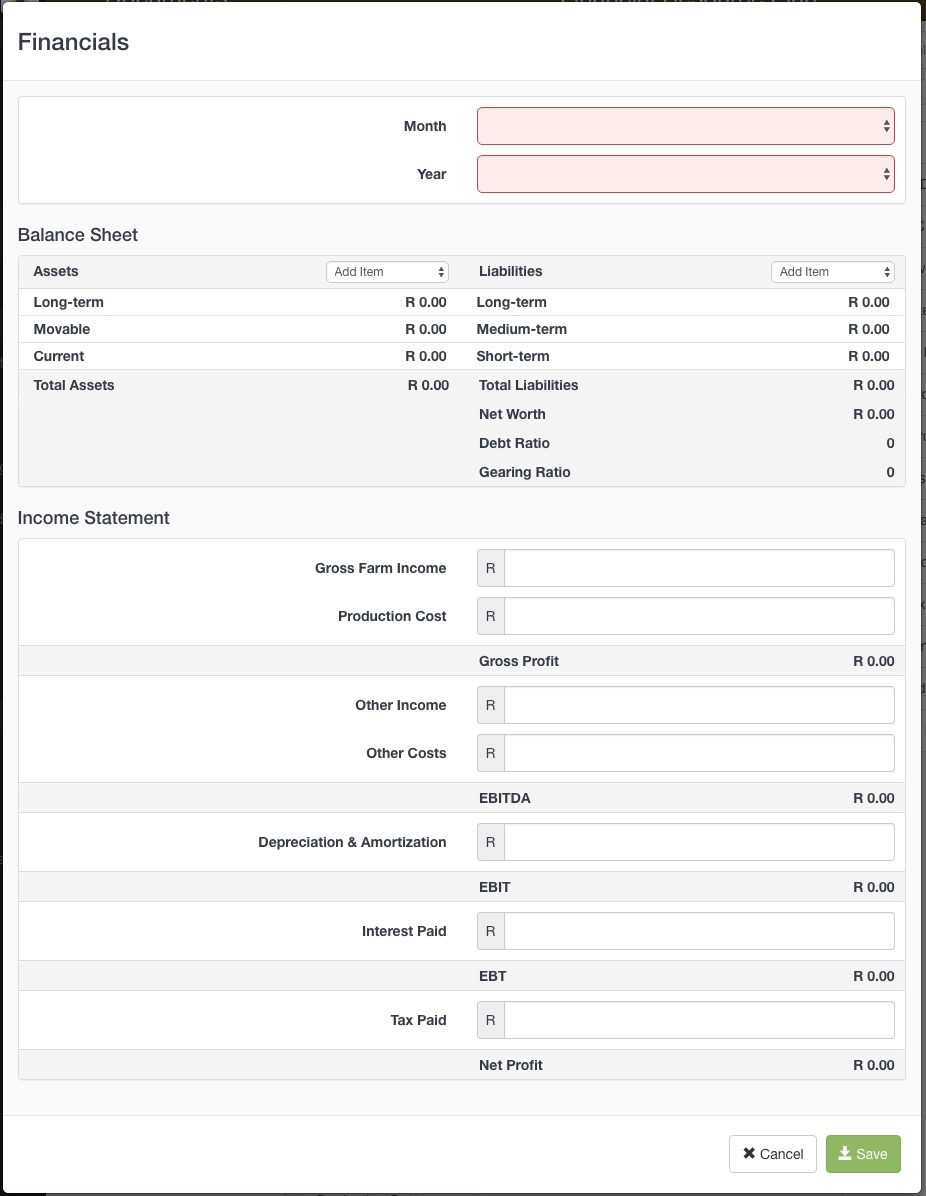 Financials
Month
Year
Balance Sheet
Assets Add Item Liabilities Add Item
Long-term R 0.00 Long-term R 0.00
Movable R 0.00 Medium-term R 0.00
Current R 0.00 Short-term R 0.00
Total Assets R 0.00 Total Liabilities R 0.00
Net Worth R 0.00
Debt Ratio 0
Gearing Ratio 0
Income Statement
Gross Farm Income R
Production Cost R
Gross Profit R 0.00
Other Income R
Other Costs R
EBITDA R 0.00
Depreciation & Amortization R
EBIT R 0.00
Interest Paid R
EBT R 0.00
Tax Paid R
Net Profit R 0.00
Cancel Save